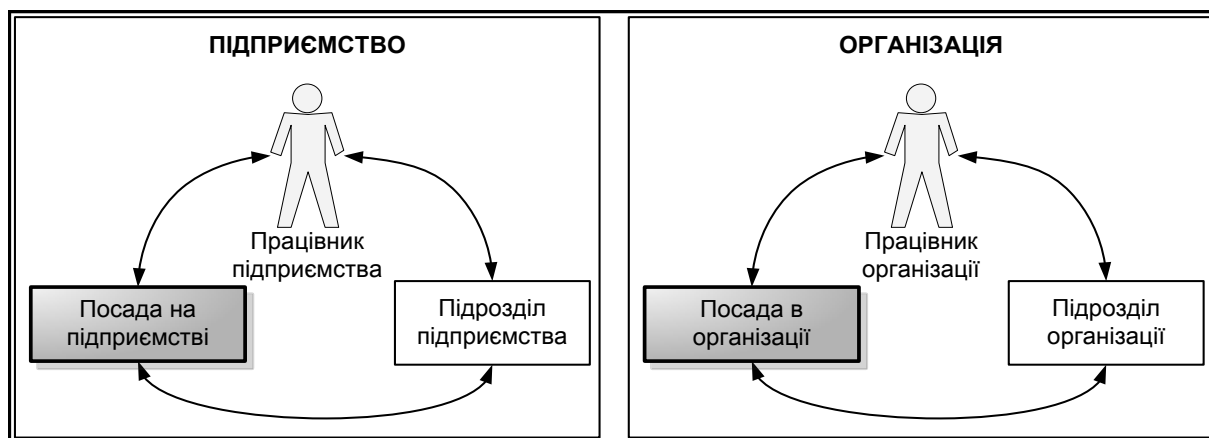 ПІДПРИЄМСТВО
Працівник
підприємства
Посада на
підприємстві
Підрозділ
підприємства
ОРГАНІЗАЦІЯ
Працівник
організації
Посада в
організації
Підрозділ
організації